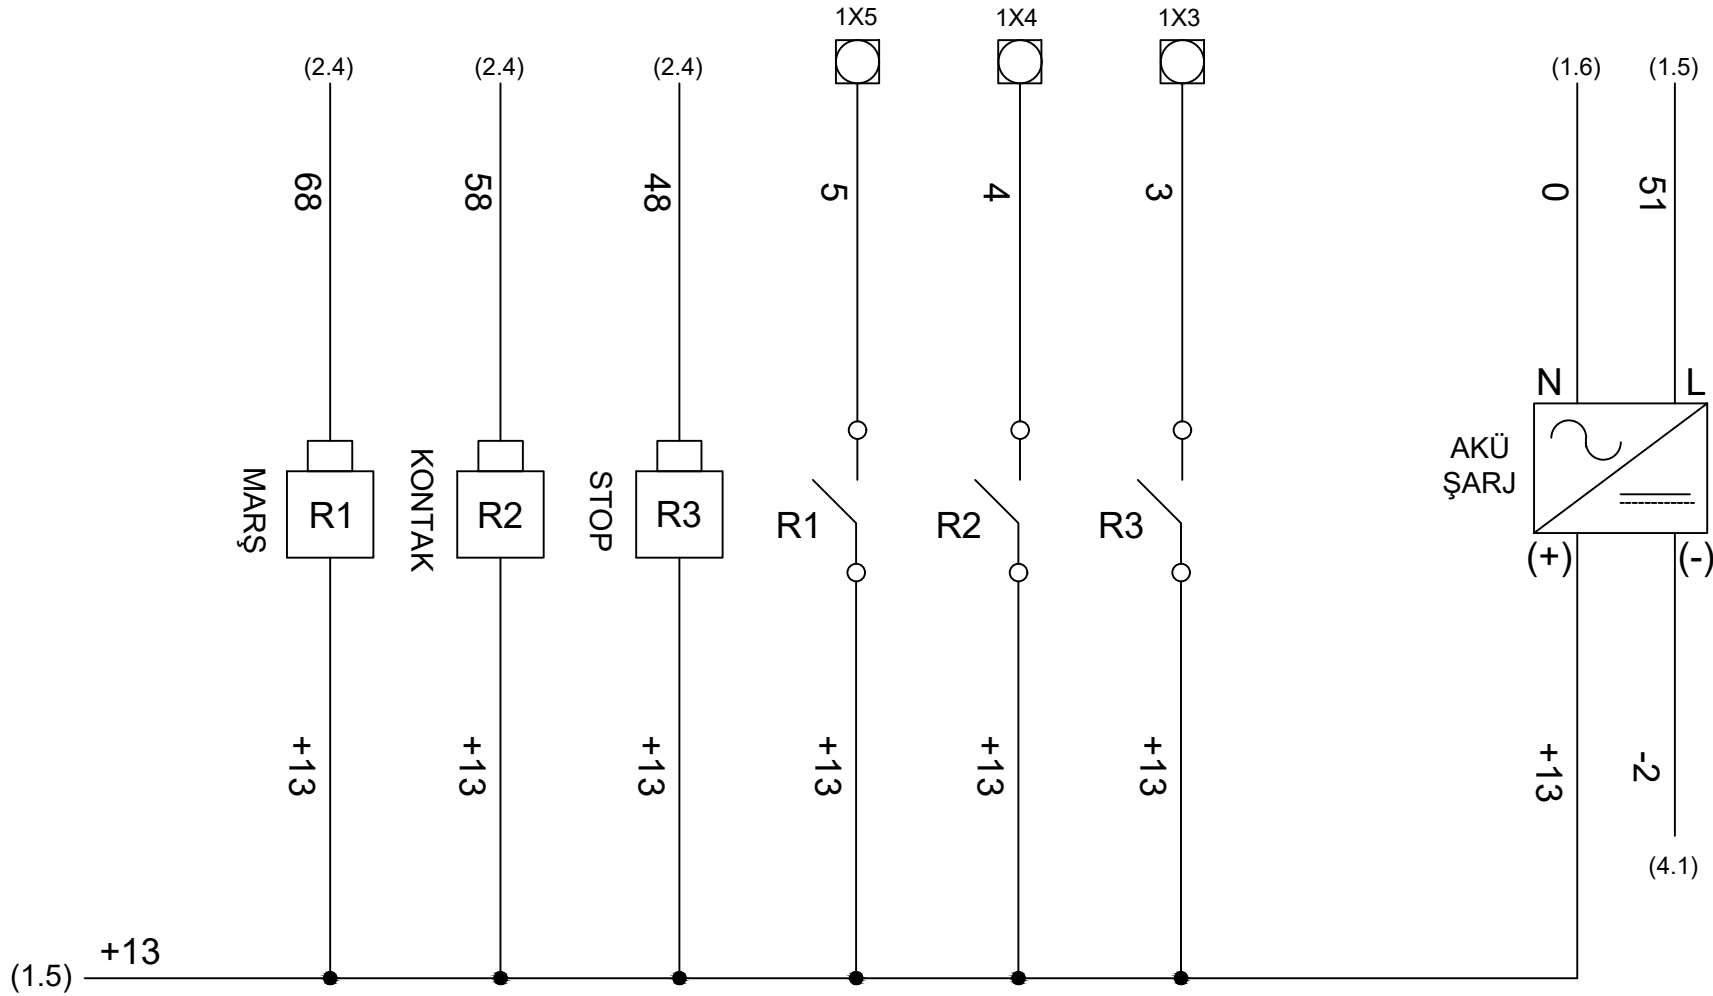 1X5 1X4 1X3
(2.4) (2.4) (2.4) (1.6) (1.5)
68 58 48 5 4 3 0 51
N L
AKÜ
ŞARJ
MARŞ R1 KONTAK R2 STOP R3 R1 R2 R3
(+) (-)
+13 +13 +13 +13 +13 +13 +13 -2
(4.1)
+13
(1.5)